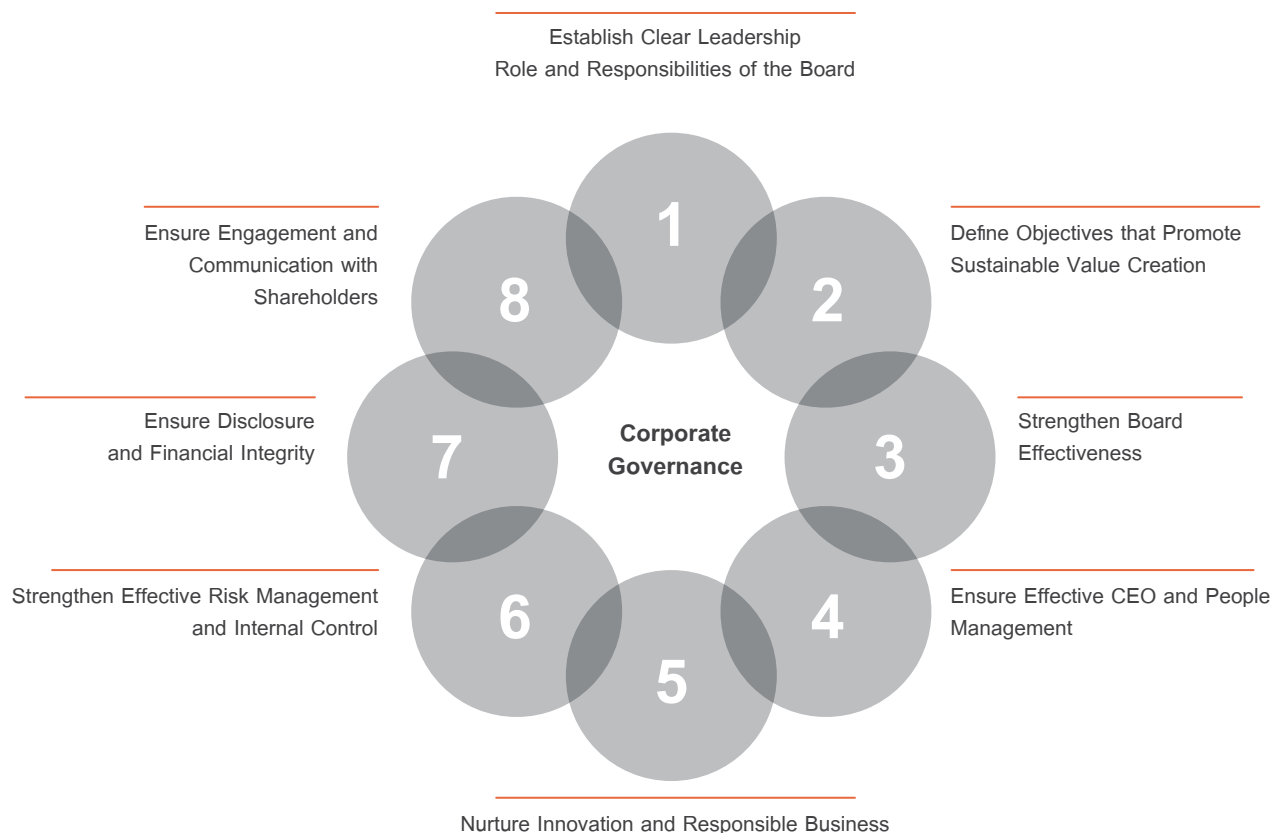 Establish Clear Leadership
Role and Responsibilities of the Board
1
2
Define Objectives that Promote
Sustainable Value Creation
3
Strengthen Board
Effectiveness
4
Ensure Effective CEO and People
Management
5
Nurture Innovation and Responsible Business
6
Strengthen Effective Risk Management
and Internal Control
7
Ensure Disclosure
and Financial Integrity
8
Ensure Engagement and
Communication with
Shareholders
Corporate
Governance